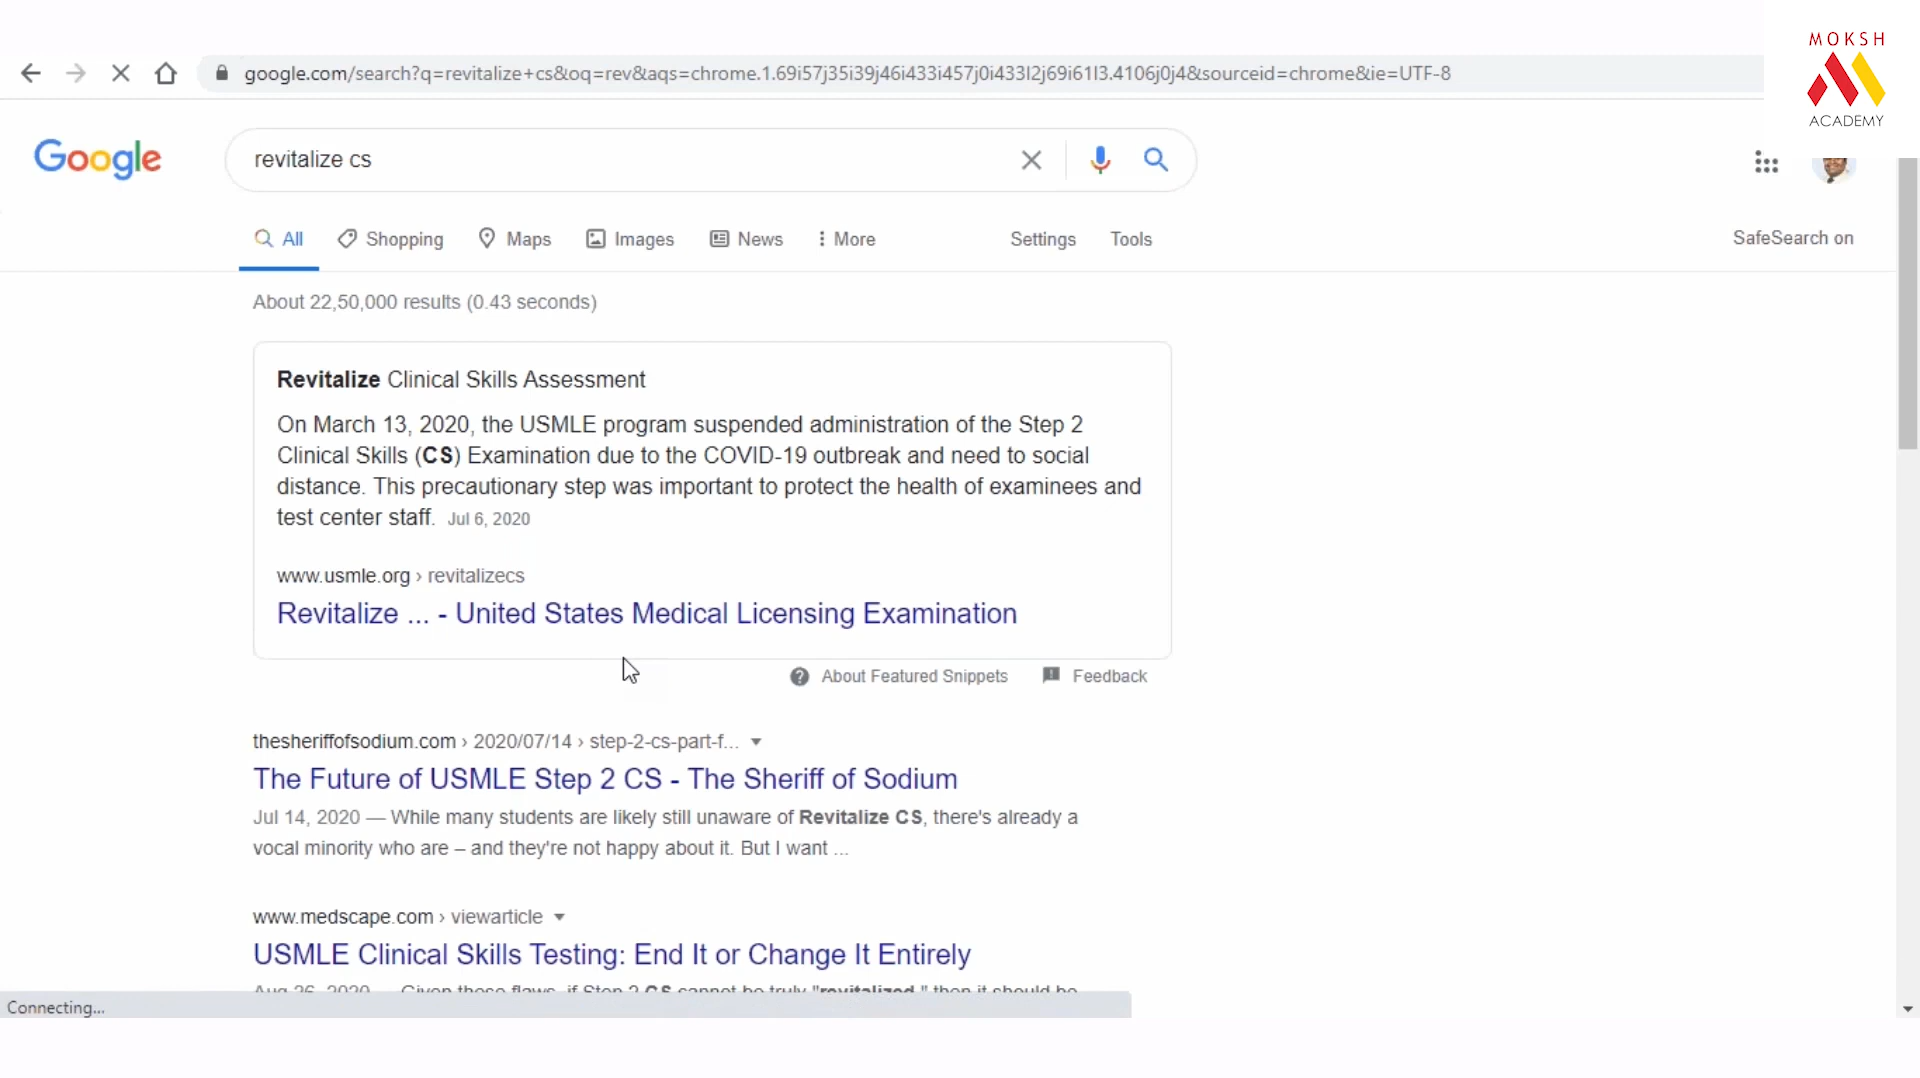 MOKSH
ACADEMY
google.com/search?q=revitalize+cs&oq=rev&aqs=chrome.1.69i57j35i39j46i433i457j0i433l2j69i61l3.4106j0j4&sourceid=chrome&ie=UTF-8
Google
revitalize cs
All Shopping Maps Images News More Settings Tools SafeSearch on
About 22,50,000 results (0.43 seconds)
Revitalize Clinical Skills Assessment
On March 13, 2020, the USMLE program suspended administration of the Step 2
Clinical Skills (CS) Examination due to the COVID-19 outbreak and need to social
distance. This precautionary step was important to protect the health of examinees and
test center staff. Jul 6, 2020
www.usmle.org › revitalizecs
Revitalize ... - United States Medical Licensing Examination
About Featured Snippets Feedback
thesheriffofsodium.com › 2020/07/14 › step-2-cs-part-f...
The Future of USMLE Step 2 CS - The Sheriff of Sodium
Jul 14, 2020 — While many students are likely still unaware of Revitalize CS, there's already a
vocal minority who are – and they're not happy about it. But I want ...
www.medscape.com › viewarticle
USMLE Clinical Skills Testing: End It or Change It Entirely
Aug 26, 2020 — Given these flaws, if Step 2 CS cannot be truly "revitalized," then it should be
Connecting...